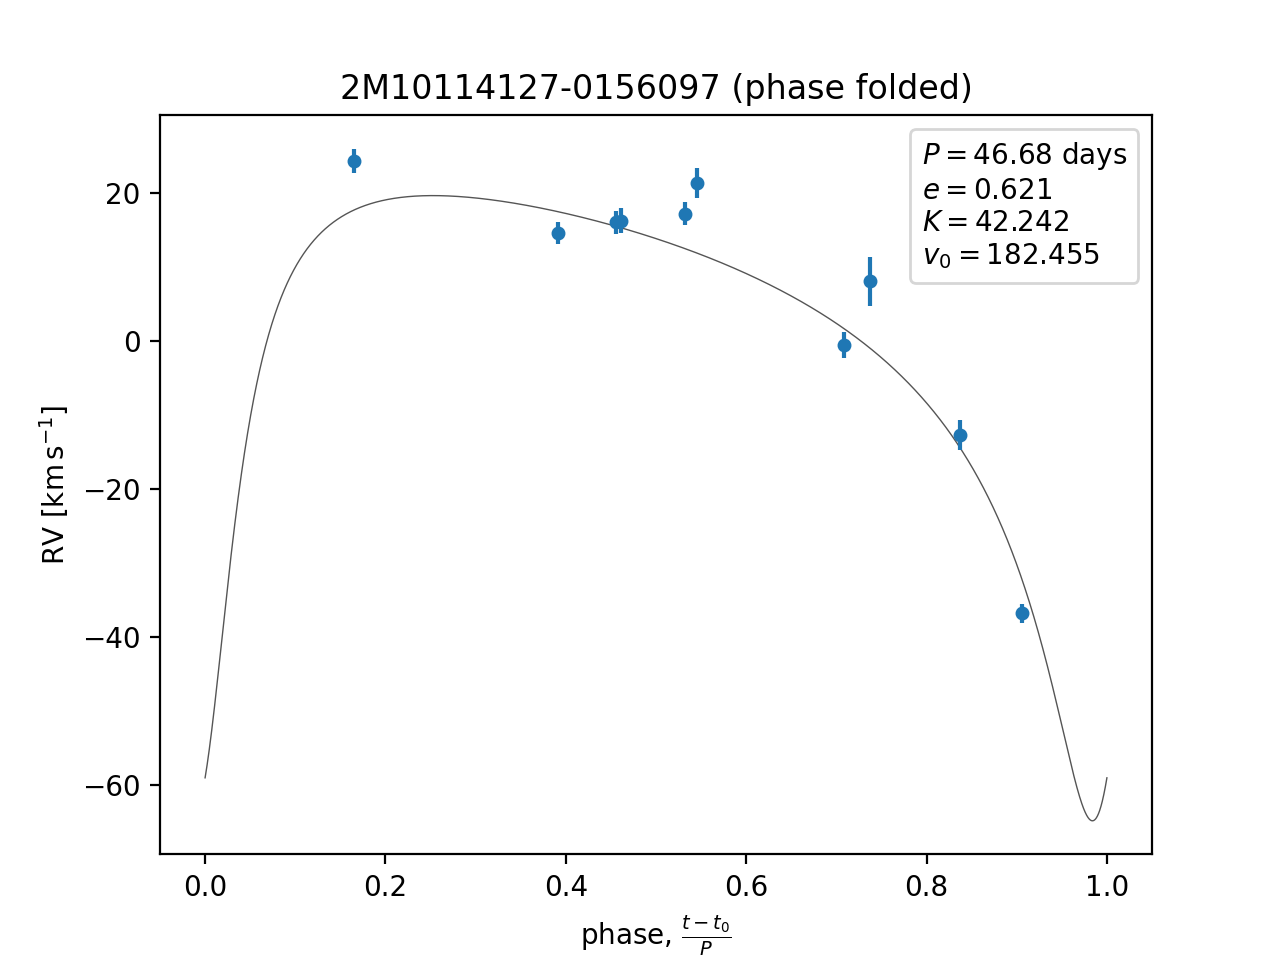 2M10114127-0156097 (phase folded)
P = 46.68 days
e = 0.621
K = 42.242
v₀ = 182.455
20
0
−20
−40
−60
RV [km s⁻¹]
0.0 0.2 0.4 0.6 0.8 1.0
phase, (t − t₀)/P